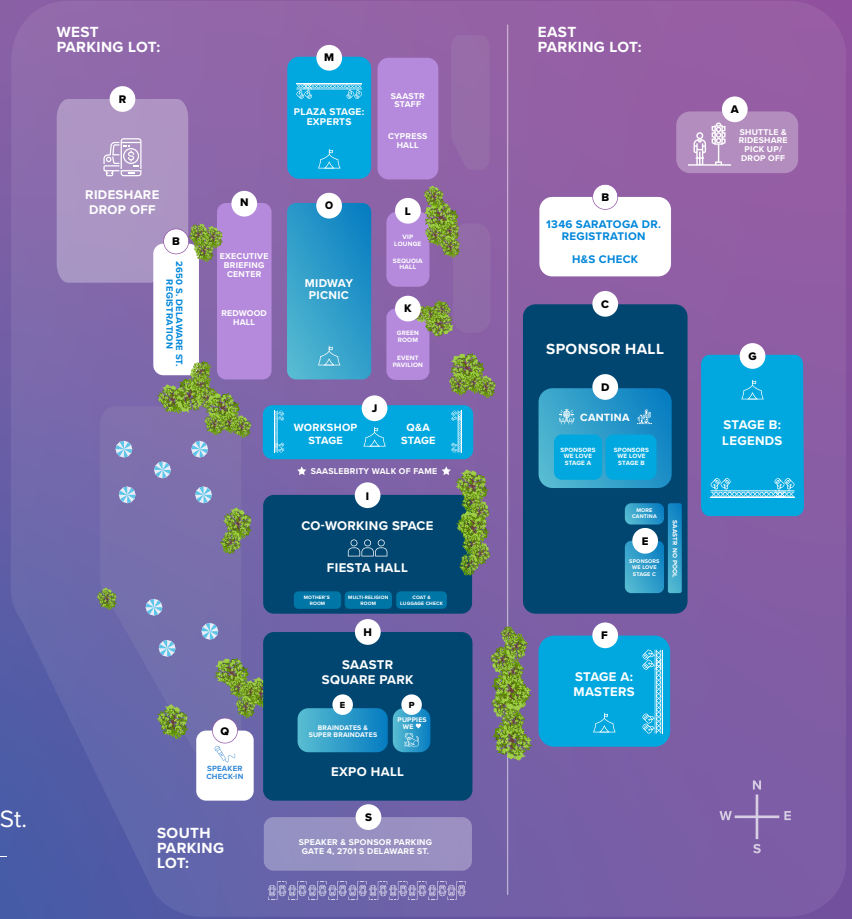 WEST
PARKING LOT:
EAST
PARKING LOT:
M
PLAZA STAGE:
EXPERTS
SAASTR
STAFF
CYPRESS
HALL
R
RIDESHARE
DROP OFF
A
SHUTTLE &
RIDESHARE
PICK UP/
DROP OFF
B
1346 SARATOGA DR.
REGISTRATION
H&S CHECK
B
2650 S. DELAWARE ST.
REGISTRATION
N
EXECUTIVE
BRIEFING
CENTER
REDWOOD
HALL
O
MIDWAY
PICNIC
L
VIP
LOUNGE
SEQUOIA
HALL
K
GREEN
ROOM
EVENT
PAVILION
C
SPONSOR HALL
D
CANTINA
SPONSORS
WE LOVE
STAGE A
SPONSORS
WE LOVE
STAGE B
MORE
CANTINA
E
SPONSORS
WE LOVE
STAGE C
SAASTR NO POOL
G
STAGE B:
LEGENDS
J
WORKSHOP
STAGE
Q&A
STAGE
★ SAASLEBRITY WALK OF FAME ★
I
CO-WORKING SPACE
FIESTA HALL
MOTHER'S
ROOM
MULTI-RELIGION
ROOM
COAT &
LUGGAGE CHECK
H
SAASTR
SQUARE PARK
E
BRAINDATES &
SUPER BRAINDATES
P
PUPPIES
WE ♥
EXPO HALL
F
STAGE A:
MASTERS
Q
SPEAKER
CHECK-IN
St.
SOUTH
PARKING
LOT:
S
SPEAKER & SPONSOR PARKING
GATE 4, 2701 S DELAWARE ST.
N
W E
S